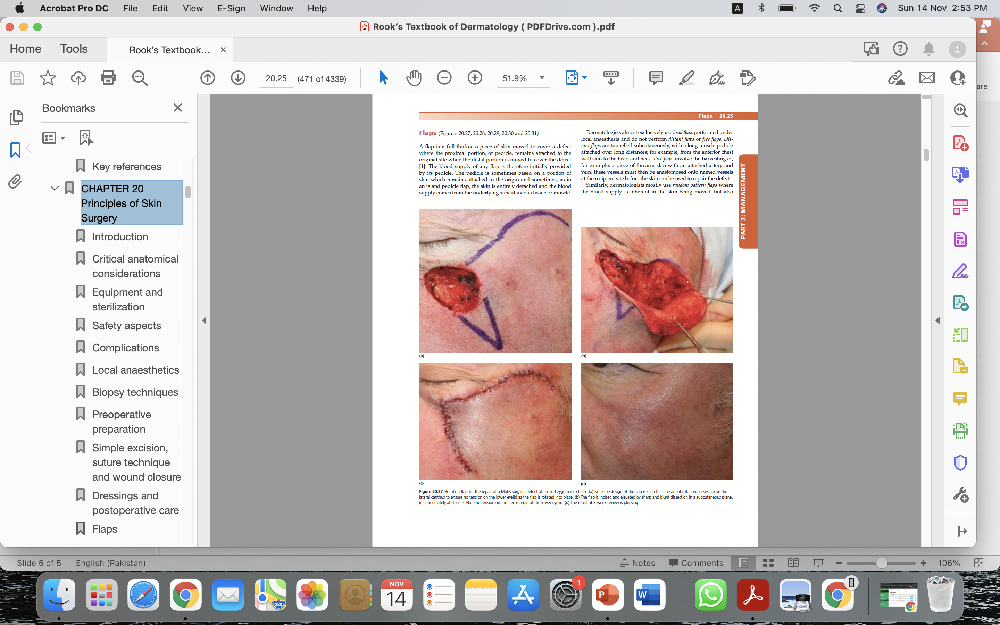 Acrobat Pro DC File Edit View E-Sign Window Help A Sun 14 Nov 2:53 PM
Rook's Textbook of Dermatology ( PDFDrive.com ).pdf
Home Tools Rook's Textbook...
20.25 (471 of 4339) 51.9%
are
Bookmarks
Key references
CHAPTER 20
Principles of Skin
Surgery
Introduction
Critical anatomical
considerations
Equipment and
sterilization
Safety aspects
Complications
Local anaesthetics
Biopsy techniques
Preoperative
preparation
Simple excision,
suture technique
and wound closure
Dressings and
postoperative care
Flaps
Flaps 20.25
Flaps (Figures 20.27, 20.28, 20.29, 20.30 and 20.31)
A flap is a full-thickness piece of skin moved to cover a defect
where the proximal portion, or pedicle, remains attached to the
original site while the distal portion is moved to cover the defect
[1]. The blood supply of any flap is therefore initially provided
by its pedicle. The pedicle is sometimes based on a portion of
skin which remains attached to the origin and sometimes, as in
an island pedicle flap, the skin is entirely detached and the blood
supply comes from the underlying subcutaneous tissue or muscle.
Dermatologists almost exclusively use local flaps performed under
local anaesthesia and do not perform distant flaps or free flaps. Dis-
tant flaps are tunnelled subcutaneously, with a long muscle pedicle
attached over long distances; for example, from the anterior chest
wall skin to the head and neck. Free flaps involve the harvesting of,
for example, a piece of forearm skin with an attached artery and
vein; these vessels must then be anastomosed onto named vessels
at the recipient site before the skin can be used to repair the defect.
Similarly, dermatologists mostly use random pattern flaps where
the blood supply is inherent in the skin being moved, but also
PART 2: MANAGEMENT
(a)
(b)
(c)
(d)
Figure 20.27 Rotation flap for the repair of a Mohs surgical defect of the left zygomatic cheek. (a) Note the design of the flap is such that the arc of rotation passes above the
lateral canthus to ensure no tension on the lower eyelid as the flap is rotated into place. (b) The flap is incised and elevated by sharp and blunt dissection in a subcutaneous plane.
(c) Immediately at closure. Note no tension on the free margin of the lower eyelid. (d) The result at 8-week review is pleasing.
Slide 5 of 5 English (Pakistan) Notes Comments 106%
280
NOV
14
1
P
W